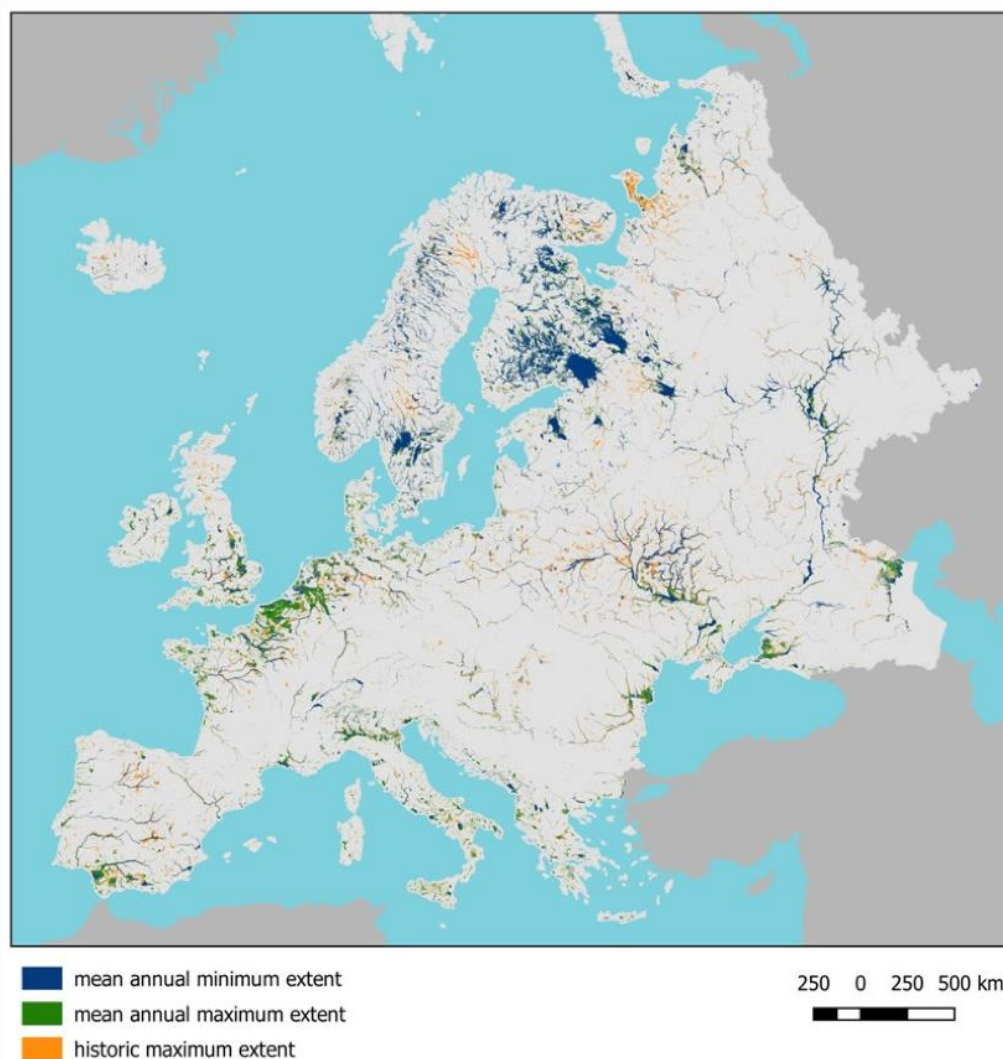 mean annual minimum extent
mean annual maximum extent
historic maximum extent
250 0 250 500 km